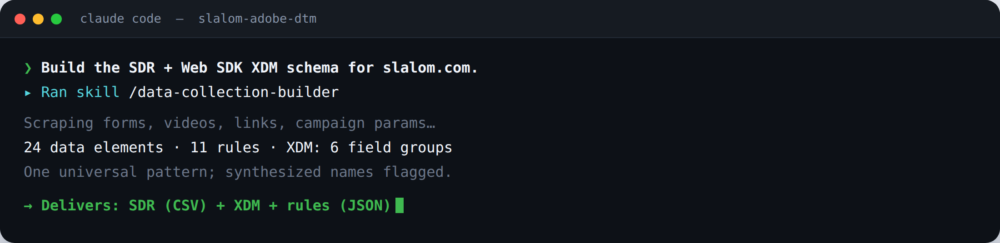 claude code — slalom-adobe-dtm
❯ Build the SDR + Web SDK XDM schema for slalom.com.
▸ Ran skill /data-collection-builder
Scraping forms, videos, links, campaign params…
24 data elements · 11 rules · XDM: 6 field groups
One universal pattern; synthesized names flagged.
→ Delivers: SDR (CSV) + XDM + rules (JSON)